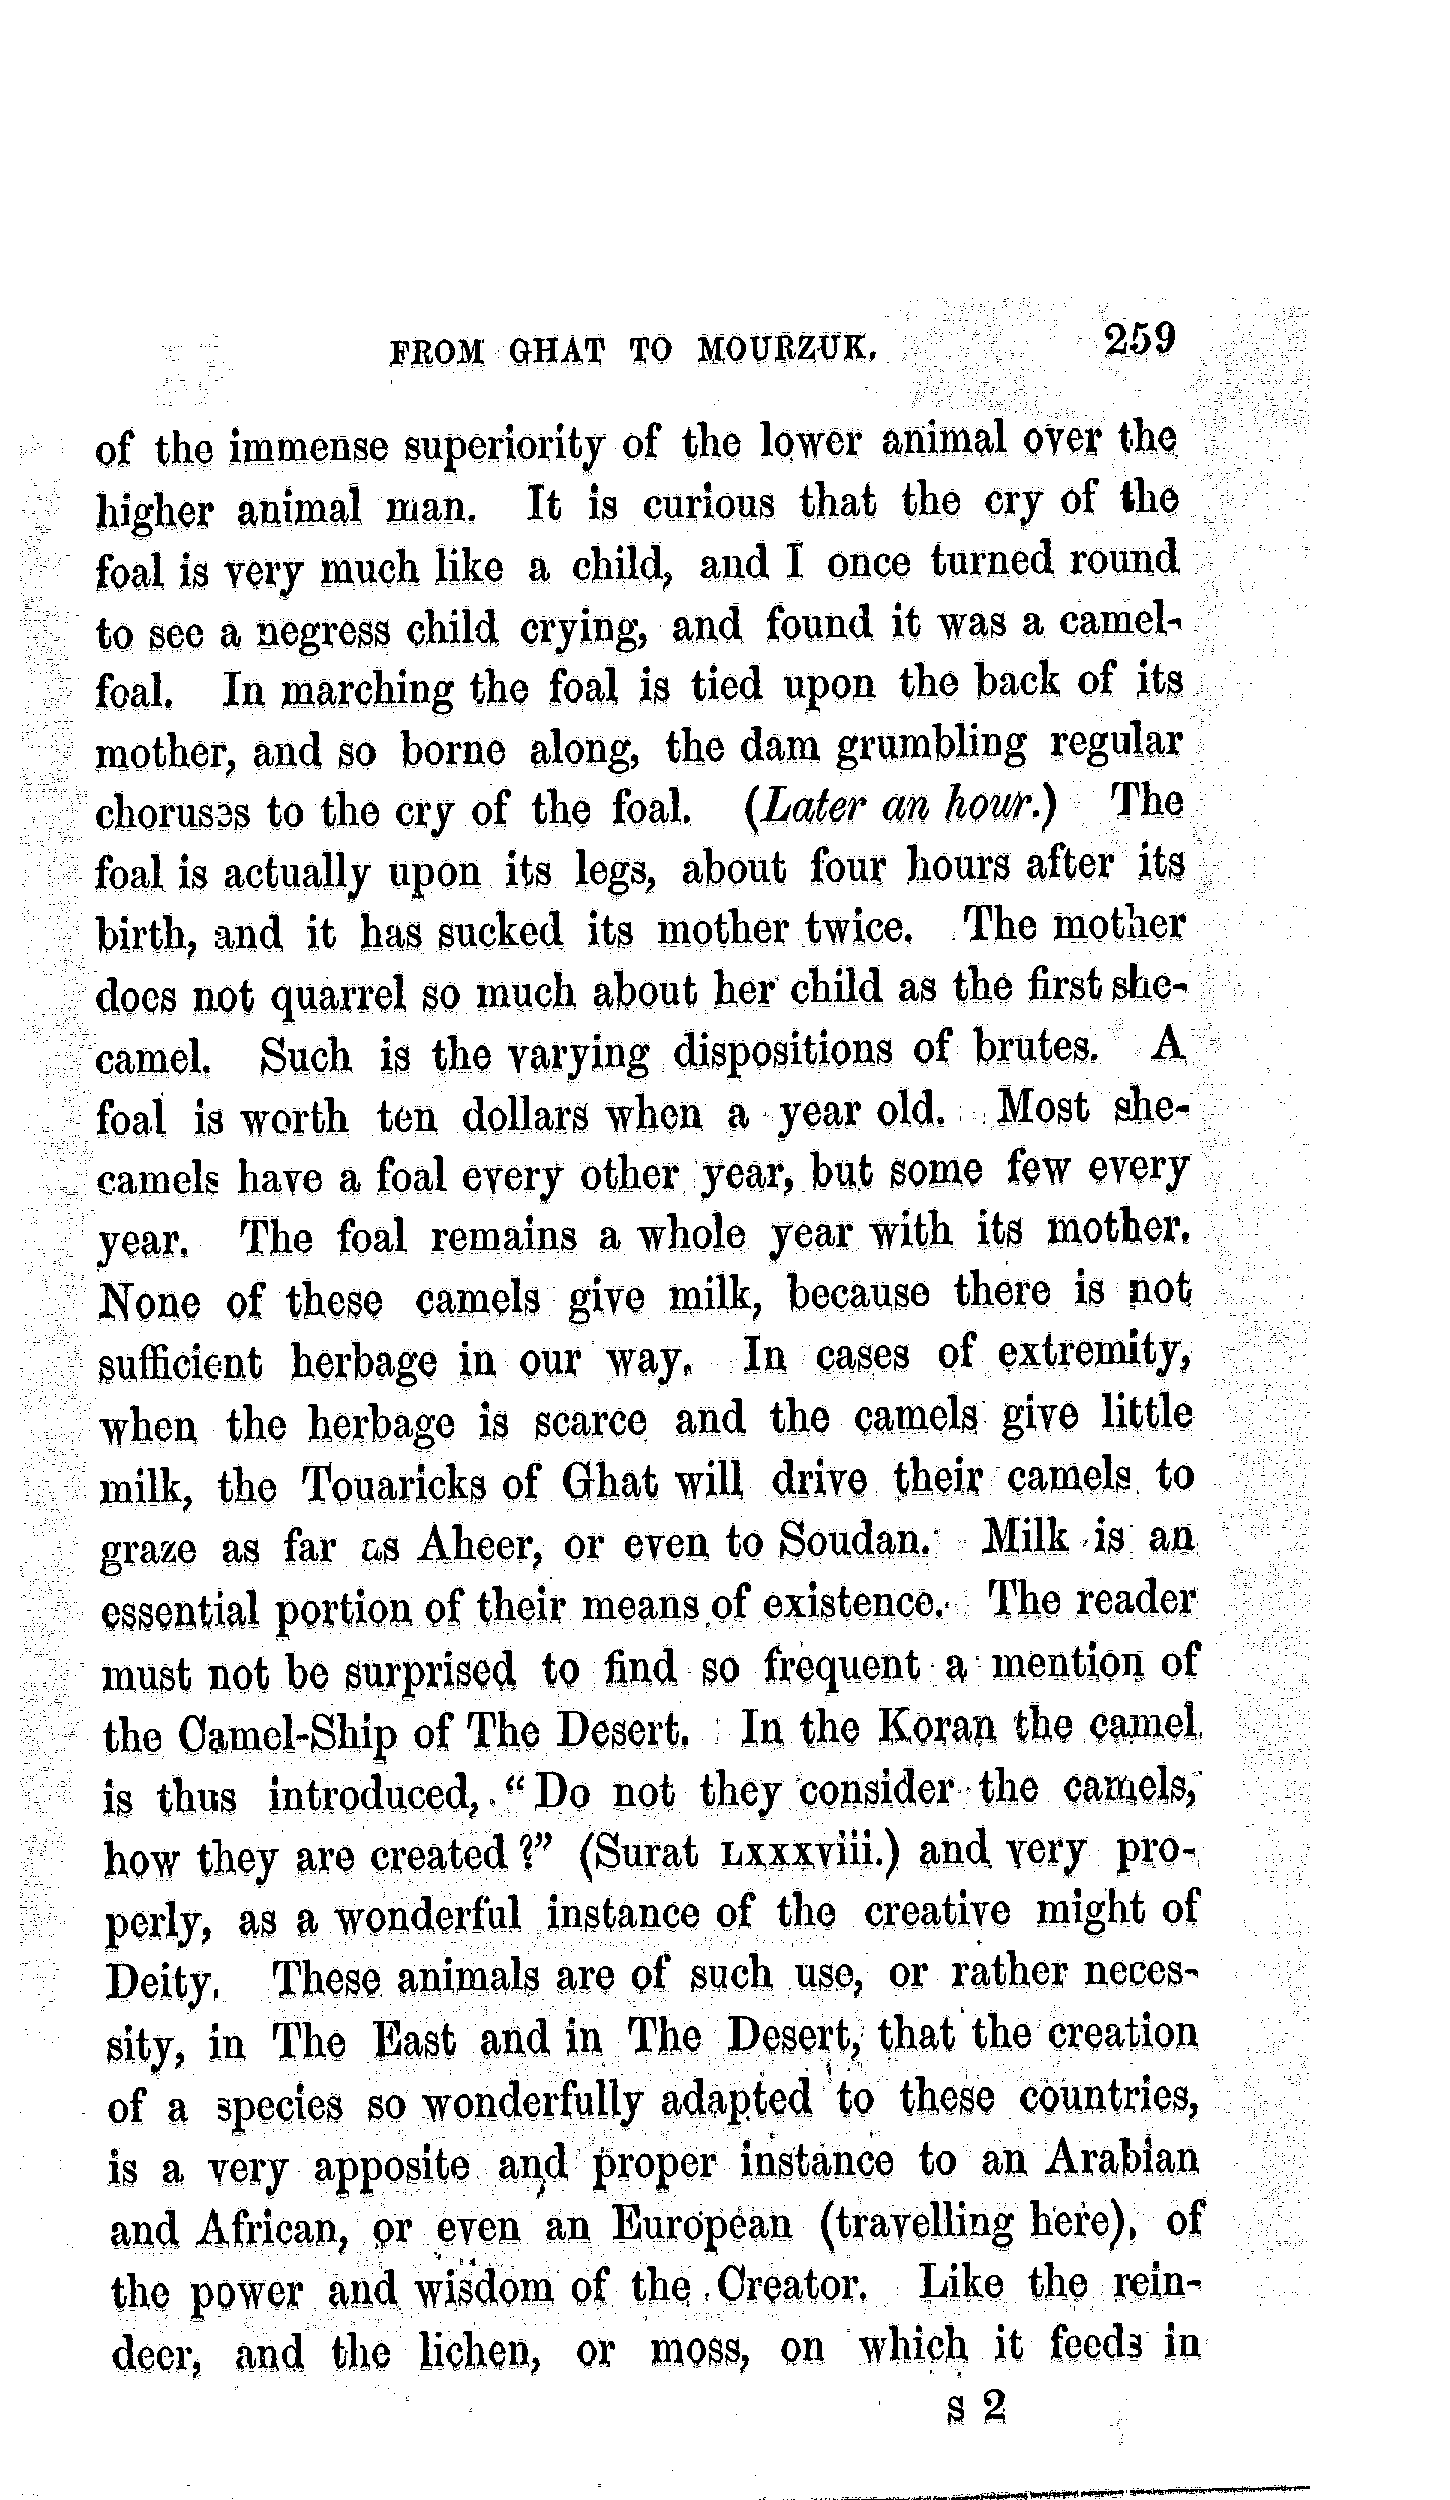 FROM GHAT TO MOURZUK. 259
of the immense superiority of the lower animal over the
higher animal man. It is curious that the cry of the
foal is very much like a child, and I once turned round
to see a negress child crying, and found it was a camel-
foal. In marching the foal is tied upon the back of its
mother, and so borne along, the dam grumbling regular
choruses to the cry of the foal. (Later an hour.) The
foal is actually upon its legs, about four hours after its
birth, and it has sucked its mother twice. The mother
does not quarrel so much about her child as the first she-
camel. Such is the varying dispositions of brutes. A
foal is worth ten dollars when a year old. Most she-
camels have a foal every other year, but some few every
year. The foal remains a whole year with its mother.
None of these camels give milk, because there is not
sufficient herbage in our way. In cases of extremity,
when the herbage is scarce and the camels give little
milk, the Touaricks of Ghat will drive their camels to
graze as far as Aheer, or even to Soudan. Milk is an
essential portion of their means of existence. The reader
must not be surprised to find so frequent a mention of
the Camel-Ship of The Desert. In the Koran the camel
is thus introduced, "Do not they consider the camels,
how they are created?" (Surat LXXXviii.) and very pro-
perly, as a wonderful instance of the creative might of
Deity. These animals are of such use, or rather neces-
sity, in The East and in The Desert, that the creation
of a species so wonderfully adapted to these countries,
is a very apposite and proper instance to an Arabian
and African, or even an European (travelling here), of
the power and wisdom of the Creator. Like the rein-
deer, and the lichen, or moss, on which it feeds in
S 2